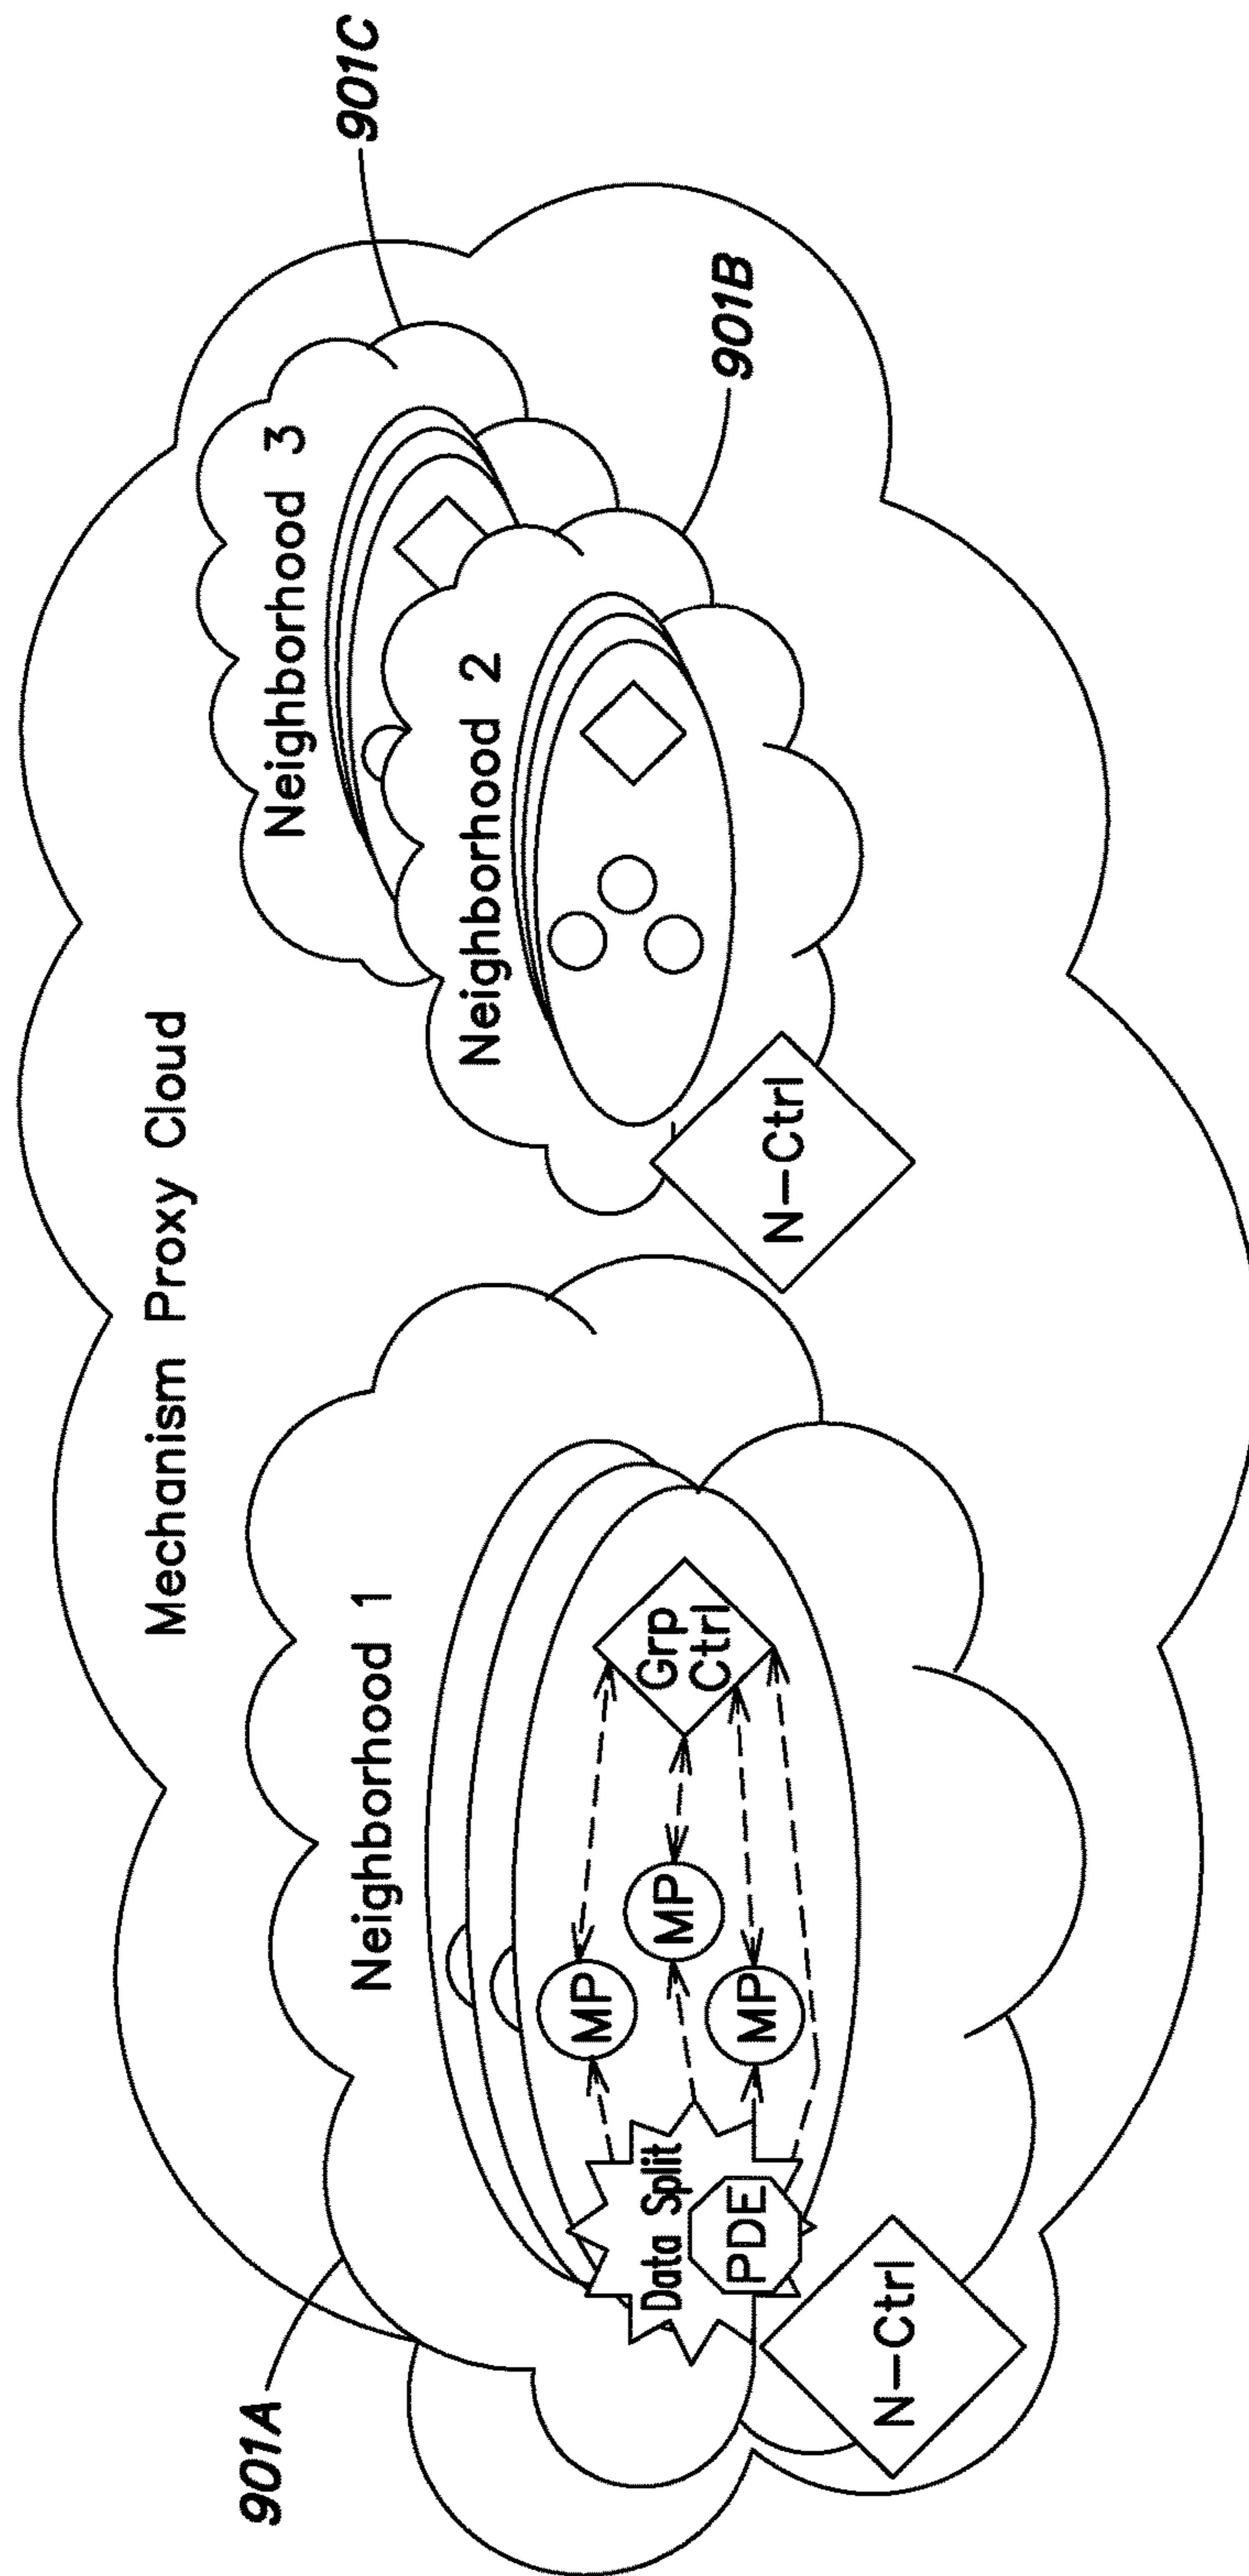 Mechanism Proxy Cloud
901A
Neighborhood 1
Data Split
PDE
MP
MP
MP
Grp
Ctrl
N-Ctrl
Neighborhood 2
901B
N-Ctrl
Neighborhood 3
901C